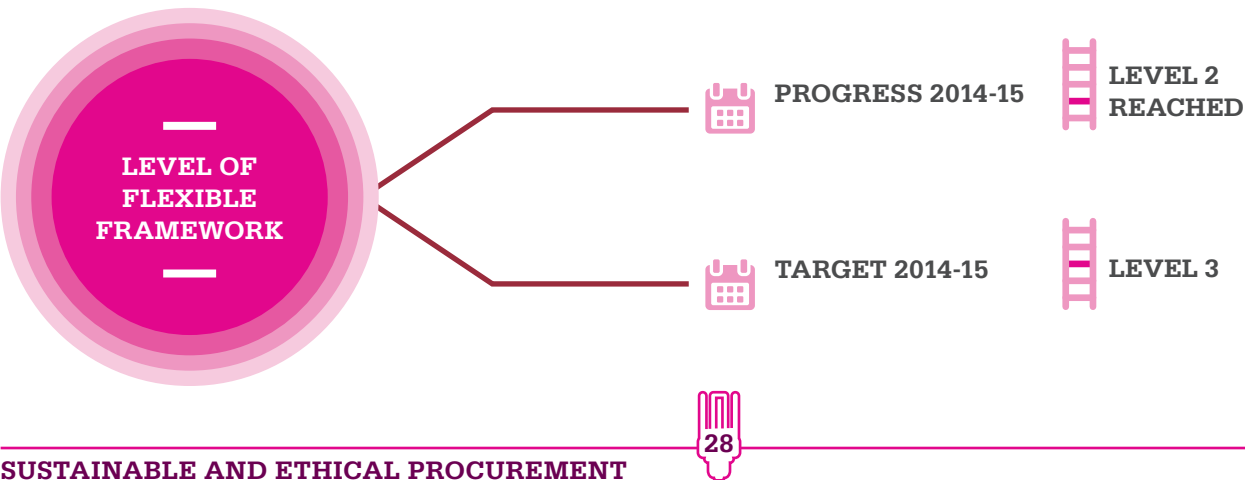 LEVEL OF
FLEXIBLE
FRAMEWORK
PROGRESS 2014-15
LEVEL 2
REACHED
TARGET 2014-15
LEVEL 3
28
SUSTAINABLE AND ETHICAL PROCUREMENT